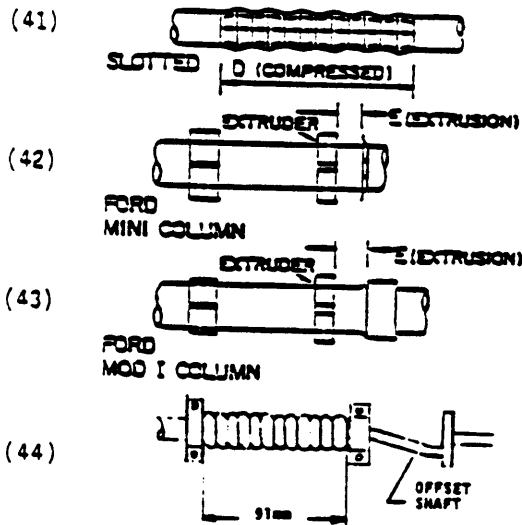 (41)
SLOTTED D (COMPRESSED)
EXTRUDER E (EXTRUSION)
(42)
FORD
MINI COLUMN
EXTRUDER E (EXTRUSION)
(43)
FORD
MOD I COLUMN
(44)
OFFSET
SHAFT
91mm